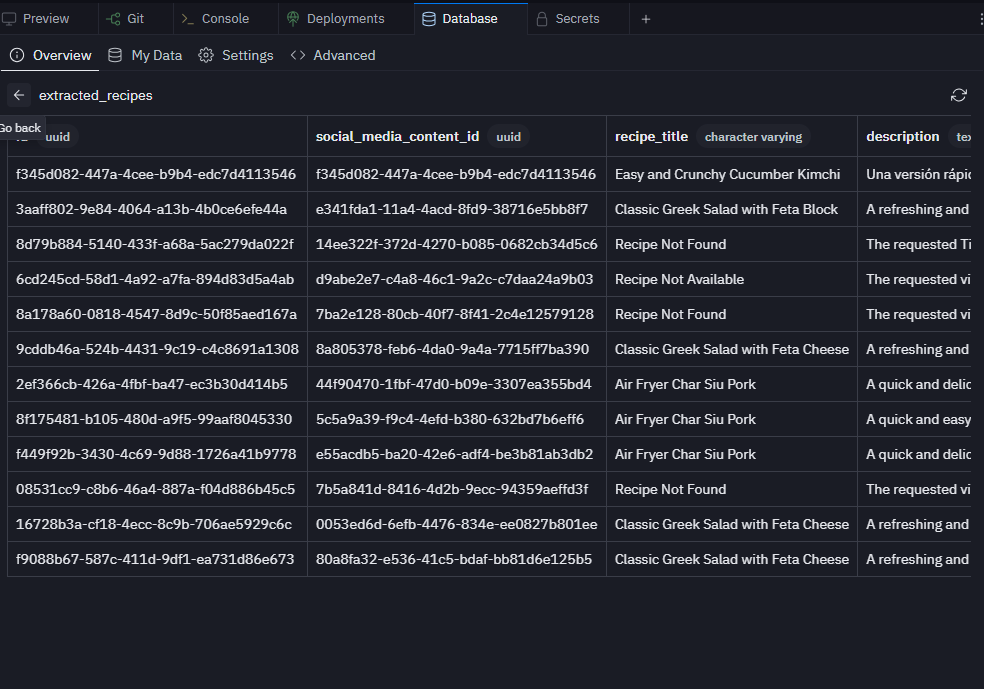 Preview Git Console Deployments Database Secrets +
Overview My Data Settings Advanced
extracted_recipes
Go back
uuid social_media_content_id uuid recipe_title character varying description
f345d082-447a-4cee-b9b4-edc7d4113546 f345d082-447a-4cee-b9b4-edc7d4113546 Easy and Crunchy Cucumber Kimchi Una versión
3aaff802-9e84-4064-a13b-4b0ce6efe44a e341fda1-11a4-4acd-8fd9-38716e5bb8f7 Classic Greek Salad with Feta Block A refreshing and
8d79b884-5140-433f-a68a-5ac279da022f 14ee322f-372d-4270-b085-0682cb34d5c6 Recipe Not Found The requested Ti
6cd245cd-58d1-4a92-a7fa-894d83d5a4ab d9abe2e7-c4a8-46c1-9a2c-c7daa24a9b03 Recipe Not Available The requested vi
8a178a60-0818-4547-8d9c-50f85aed167a 7ba2e128-80cb-40f7-8f41-2c4e12579128 Recipe Not Found The requested vi
9cddb46a-524b-4431-9c19-c4c8691a1308 8a805378-feb6-4da0-9a4a-7715ff7ba390 Classic Greek Salad with Feta Cheese A refreshing and
2ef366cb-426a-4fbf-ba47-ec3b30d414b5 44f90470-1fbf-47d0-b09e-3307ea355bd4 Air Fryer Char Siu Pork A quick and
8f175481-b105-480d-a9f5-99aaf8045330 5c5a9a39-f9c4-4efd-b380-632bd7b6eff6 Air Fryer Char Siu Pork A quick and easy
f449f92b-3430-4c69-9d88-1726a41b9778 e55acdb5-ba20-42e6-adf4-be3b81ab3db2 Air Fryer Char Siu Pork A quick and
08531cc9-c8b6-46a4-887a-f04d886b45c5 7b5a841d-8416-4d2b-9ecc-94359aeffd3f Recipe Not Found The requested vi
16728b3a-cf18-4ecc-8c9b-706ae5929c6c 0053ed6d-6efb-4476-834e-ee0827b801ee Classic Greek Salad with Feta Cheese A refreshing and
f9088b67-587c-411d-9df1-ea731d86e673 80a8fa32-e536-41c5-bdaf-bb81d6e125b5 Classic Greek Salad with Feta Cheese A refreshing and